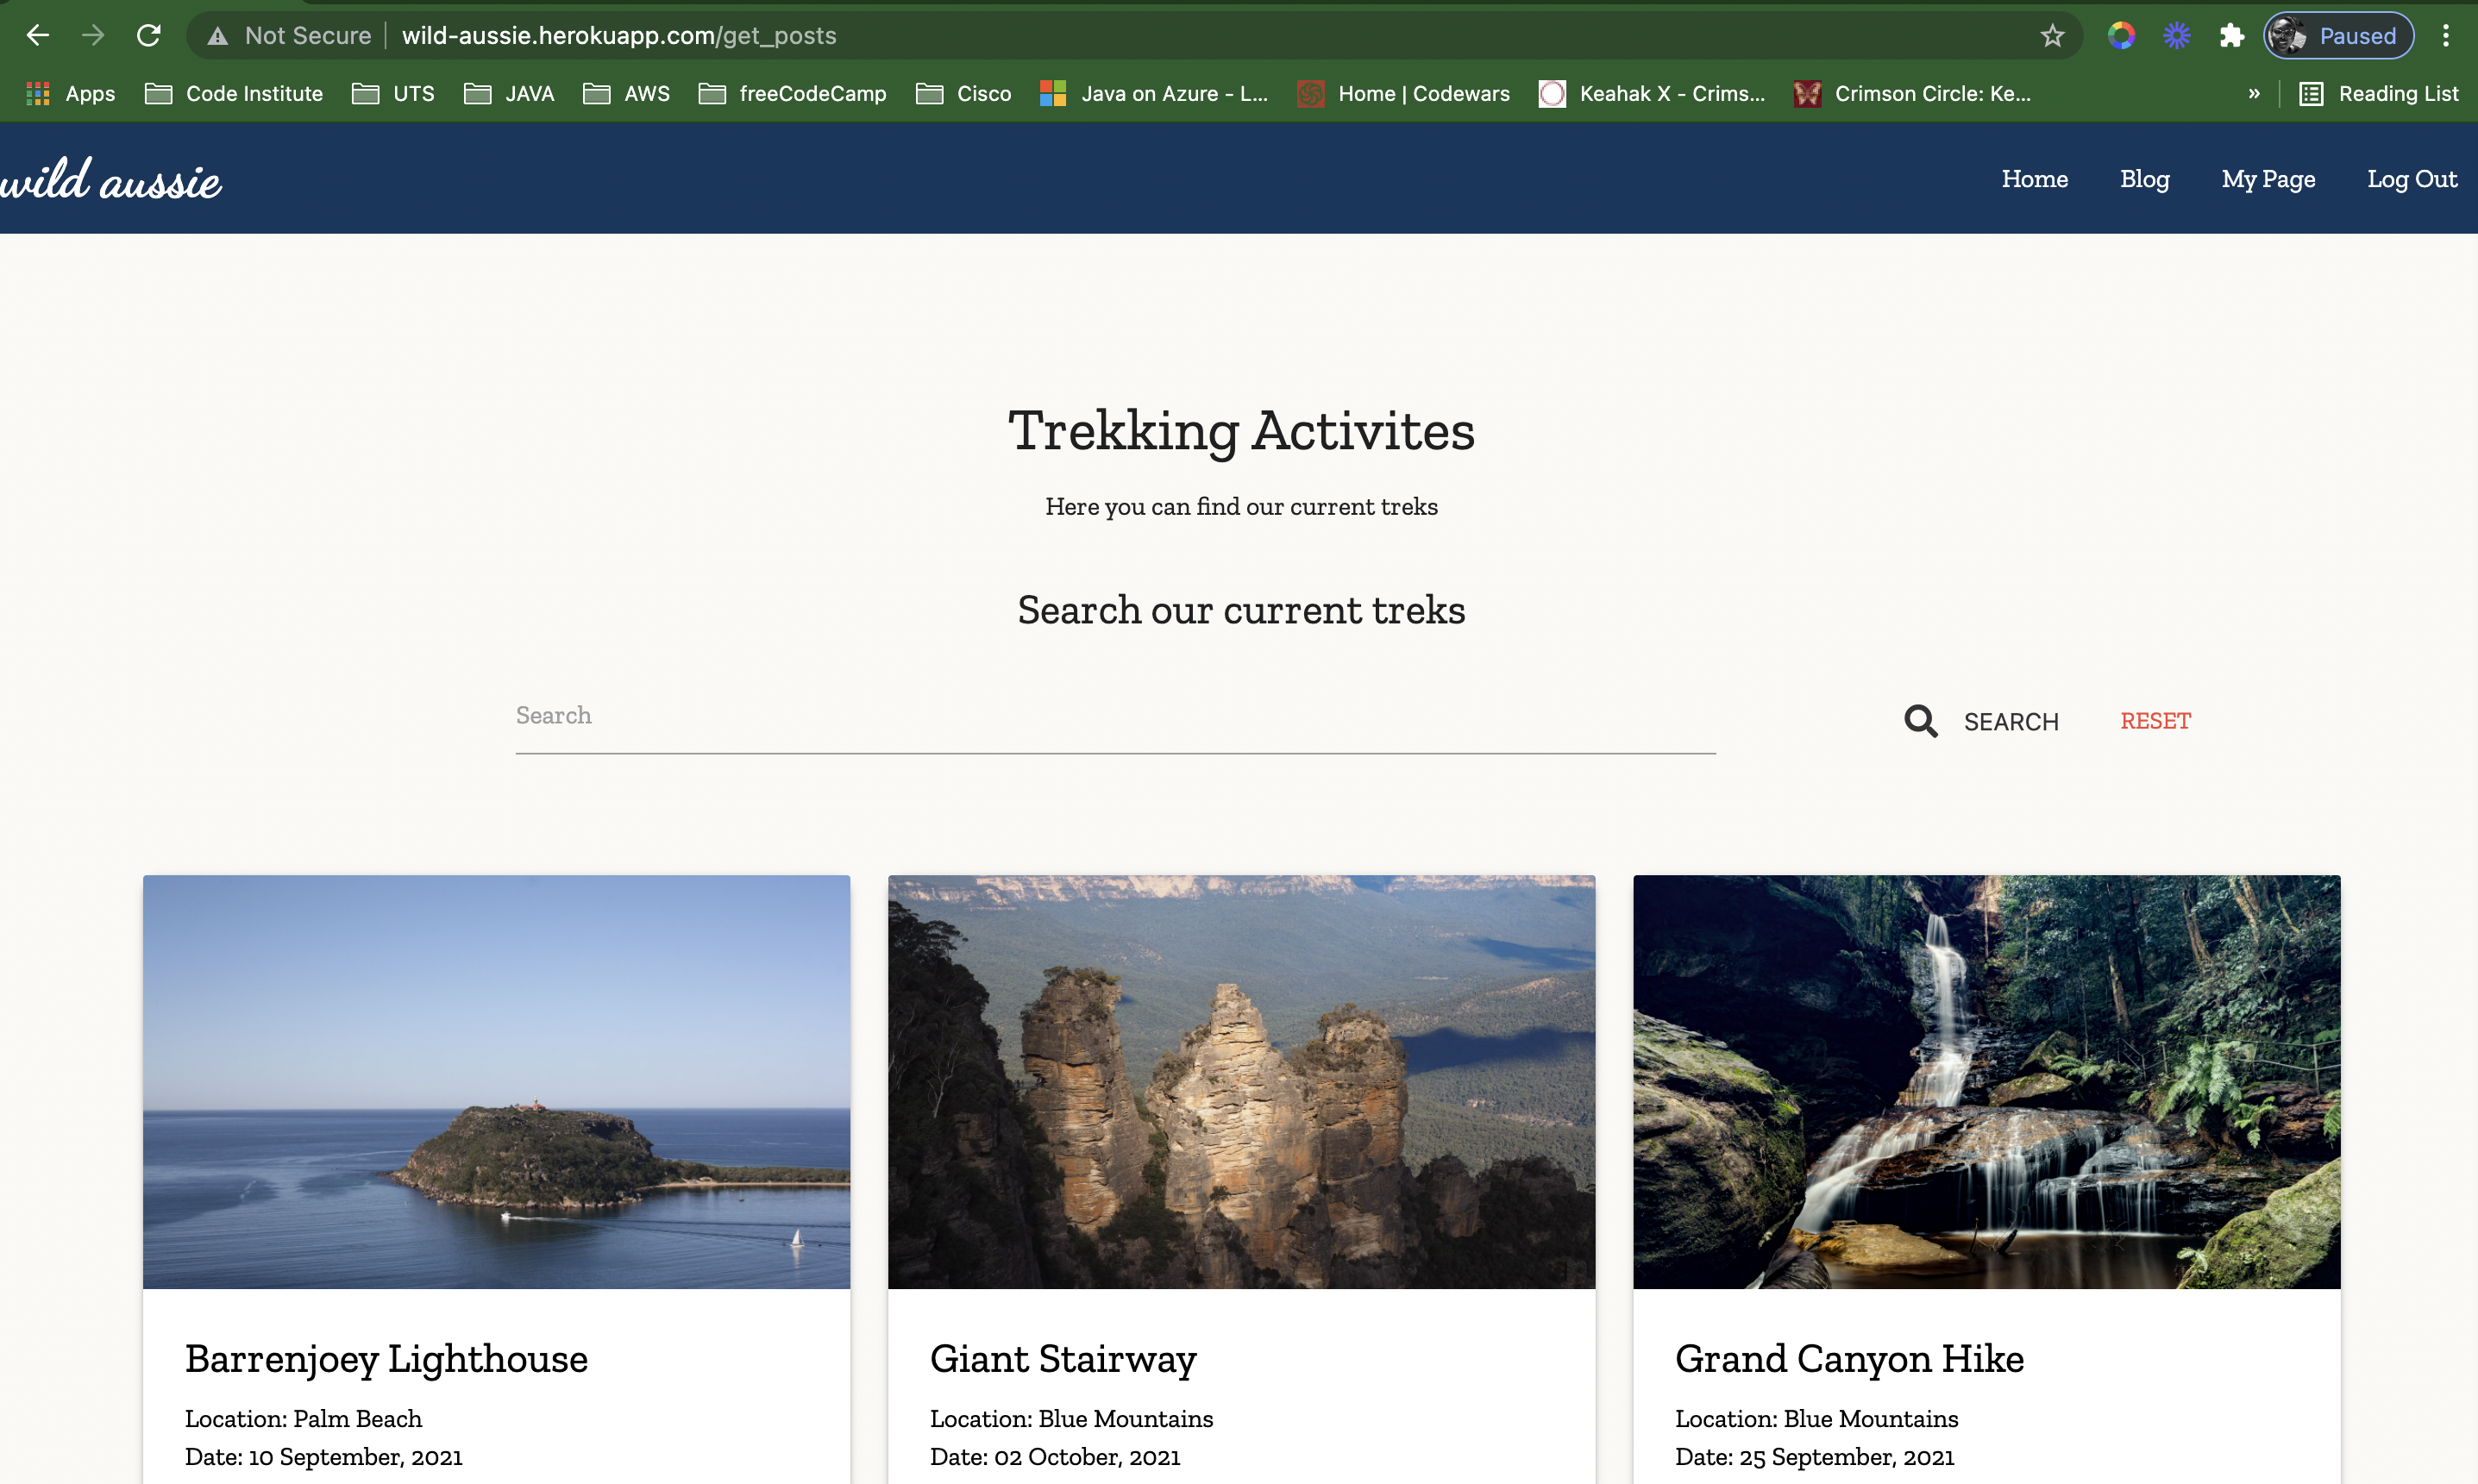 Not Secure wild-aussie.herokuapp.com/get_posts Paused
Apps Code Institute UTS JAVA AWS freeCodeCamp Cisco Java on Azure - L... Home | Codewars Keahak X - Crims... Crimson Circle: Ke... » Reading List
wild aussie Home Blog My Page Log Out
Trekking Activites
Here you can find our current treks
Search our current treks
Search SEARCH RESET
Barrenjoey Lighthouse
Location: Palm Beach
Date: 10 September, 2021
Giant Stairway
Location: Blue Mountains
Date: 02 October, 2021
Grand Canyon Hike
Location: Blue Mountains
Date: 25 September, 2021